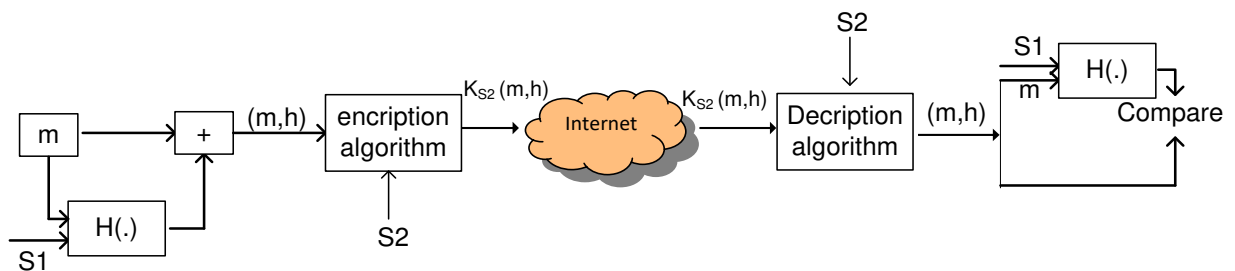 m
H(.)
S1
+
(m,h)
encription
algorithm
S2
K_S2 (m,h)
Internet
K_S2 (m,h)
S2
Decription
algorithm
(m,h)
S1
m
H(.)
Compare